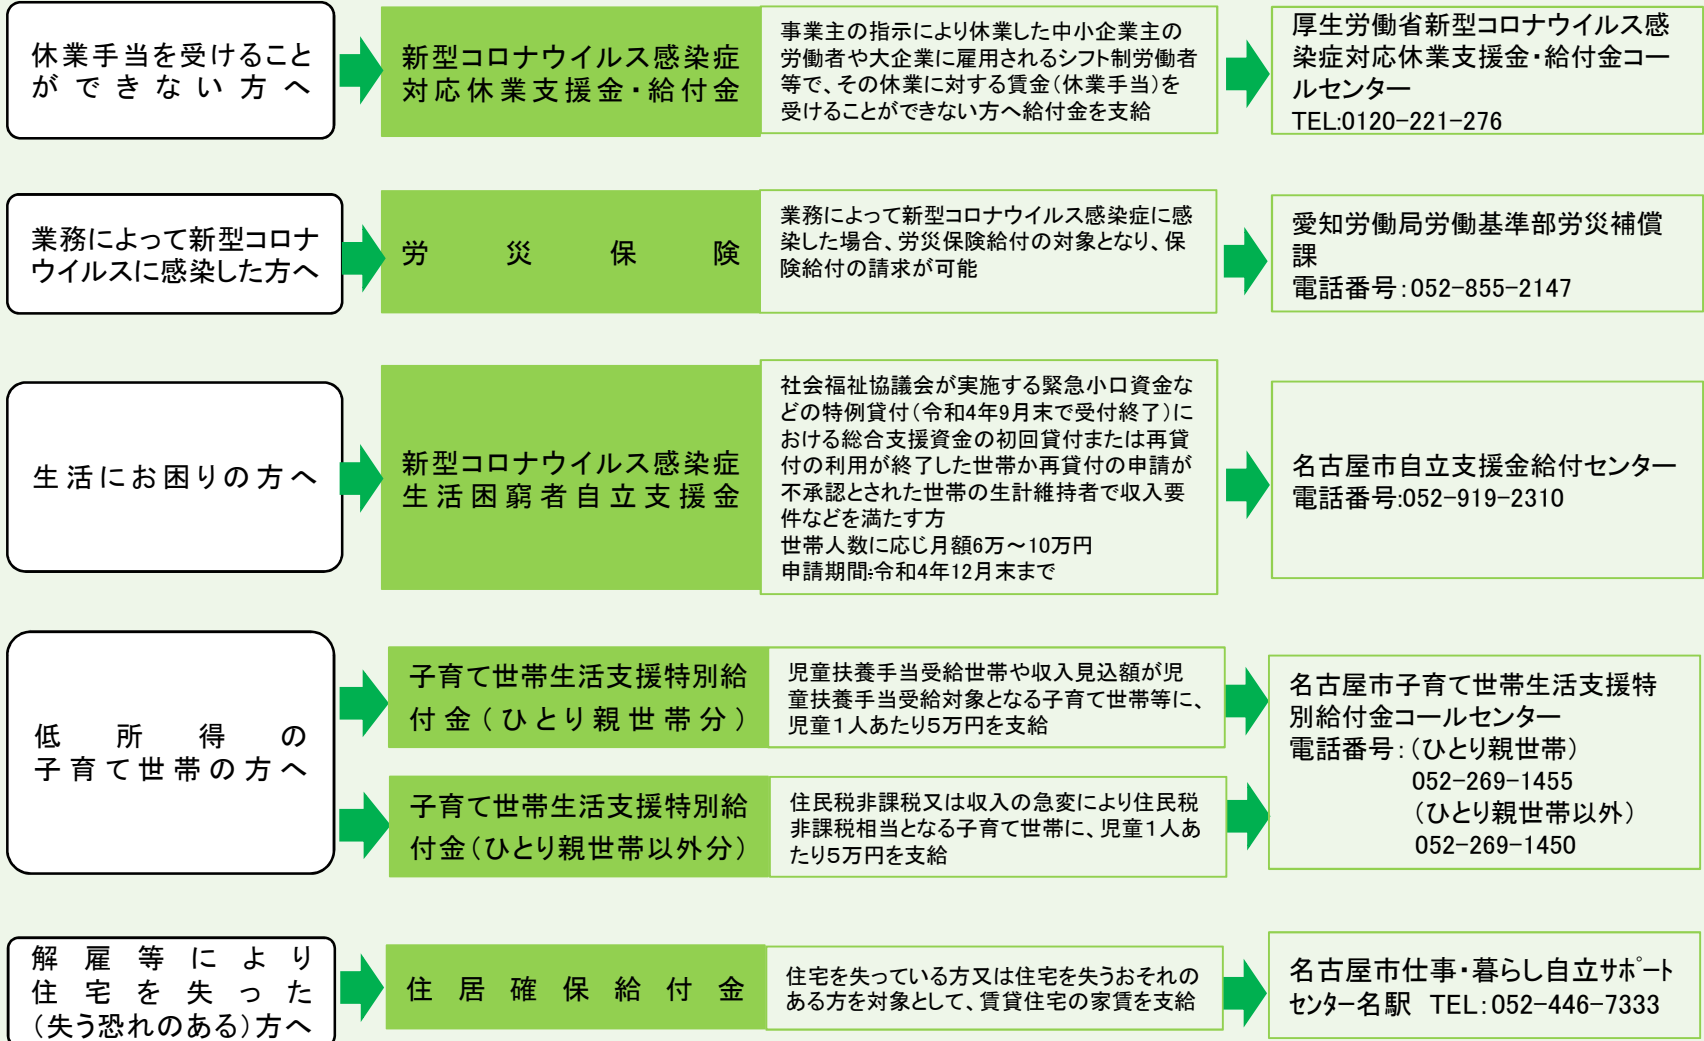 休業手当を受けること
ができない方へ
新型コロナウイルス感染症
対応休業支援金・給付金
事業主の指示により休業した中小企業主の
労働者や大企業に雇用されるシフト制労働者
等で、その休業に対する賃金(休業手当)を
受けることができない方へ給付金を支給
厚生労働省新型コロナウイルス感
染症対応休業支援金・給付金コー
ルセンター
TEL:0120-221-276
業務によって新型コロナ
ウイルスに感染した方へ
労災保険
業務によって新型コロナウイルス感染症に感
染した場合、労災保険給付の対象となり、保
険給付の請求が可能
愛知労働局労働基準部労災補償
課
電話番号:052-855-2147
生活にお困りの方へ
新型コロナウイルス感染症
生活困窮者自立支援金
社会福祉協議会が実施する緊急小口資金な
どの特例貸付(令和4年9月末で受付終了)に
おける総合支援資金の初回貸付または再貸
付の利用が終了した世帯か再貸付の申請が
不承認とされた世帯の生計維持者で収入要
件などを満たす方
世帯人数に応じ月額6万～10万円
申請期間:令和4年12月末まで
名古屋市自立支援金給付センター
電話番号:052-919-2310
低所得の
子育て世帯の方へ
子育て世帯生活支援特別給
付金(ひとり親世帯分)
児童扶養手当受給世帯や収入見込額が児
童扶養手当受給対象となる子育て世帯等に、
児童1人あたり5万円を支給
子育て世帯生活支援特別給
付金(ひとり親世帯以外分)
住民税非課税又は収入の急変により住民税
非課税相当となる子育て世帯に、児童1人あ
たり5万円を支給
名古屋市子育て世帯生活支援特
別給付金コールセンター
電話番号:(ひとり親世帯)
052-269-1455
(ひとり親世帯以外)
052-269-1450
解雇等により
住宅を失った
(失う恐れのある)方へ
住居確保給付金
住宅を失っている方又は住宅を失うおそれの
ある方を対象として、賃貸住宅の家賃を支給
名古屋市仕事・暮らし自立ｻﾎﾟｰﾄ
ｾﾝﾀｰ名駅 TEL:052-446-7333